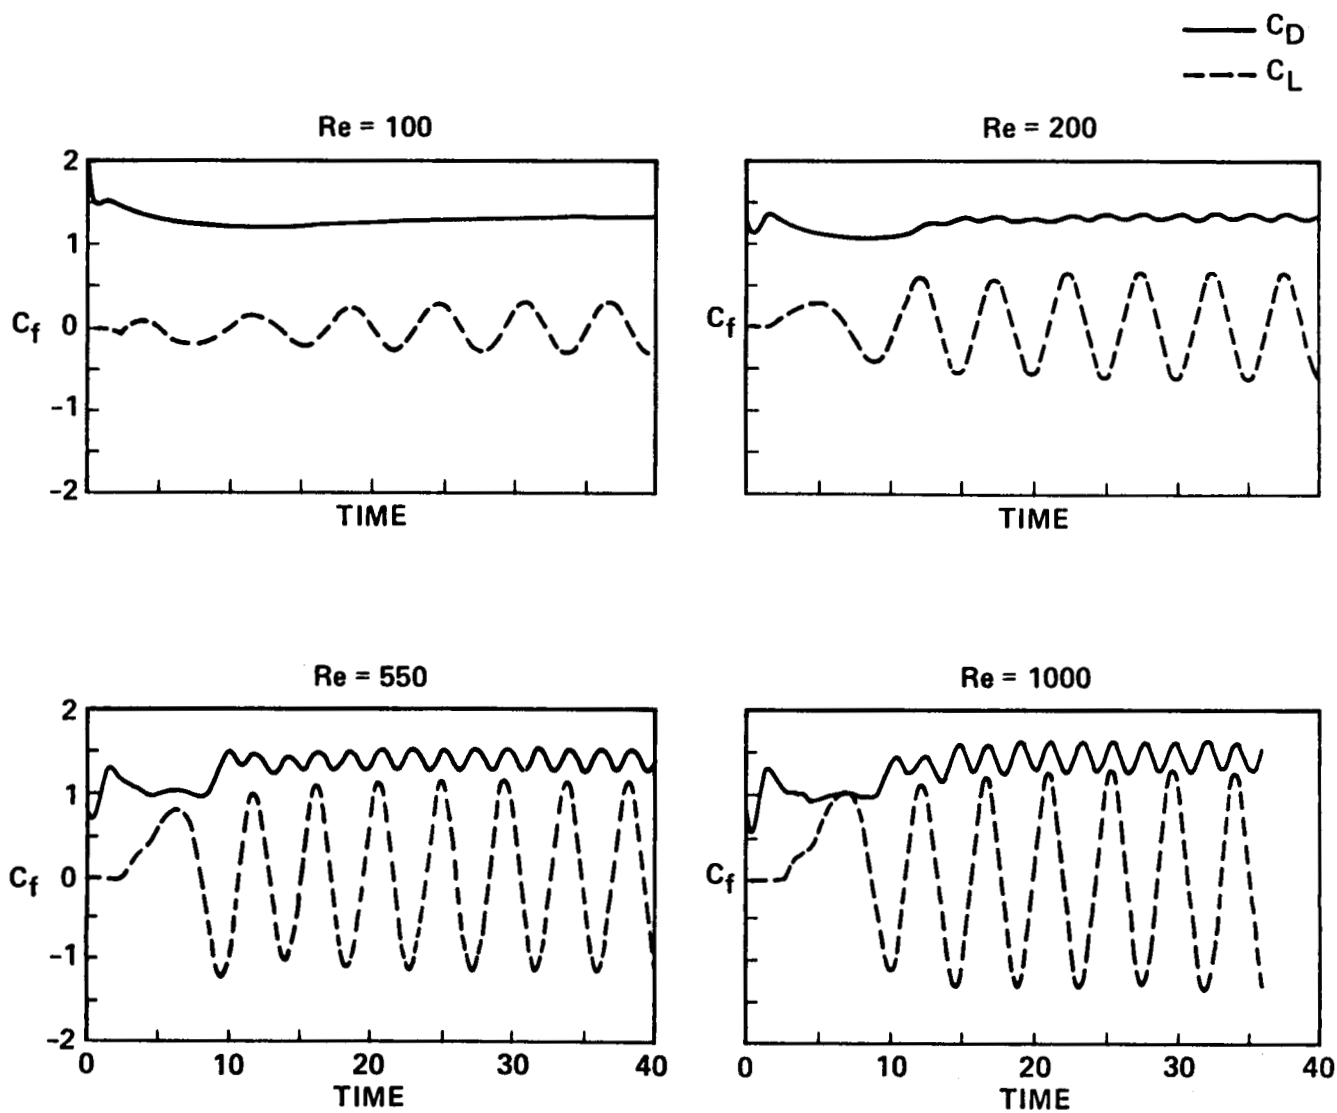 C_D
C_L
Re = 100
Re = 200
2
1
C_f 0
-1
-2
C_f
TIME
TIME
Re = 550
Re = 1000
2
1
C_f 0
-1
-2
C_f
0 10 20 30 40
0 10 20 30 40
TIME
TIME